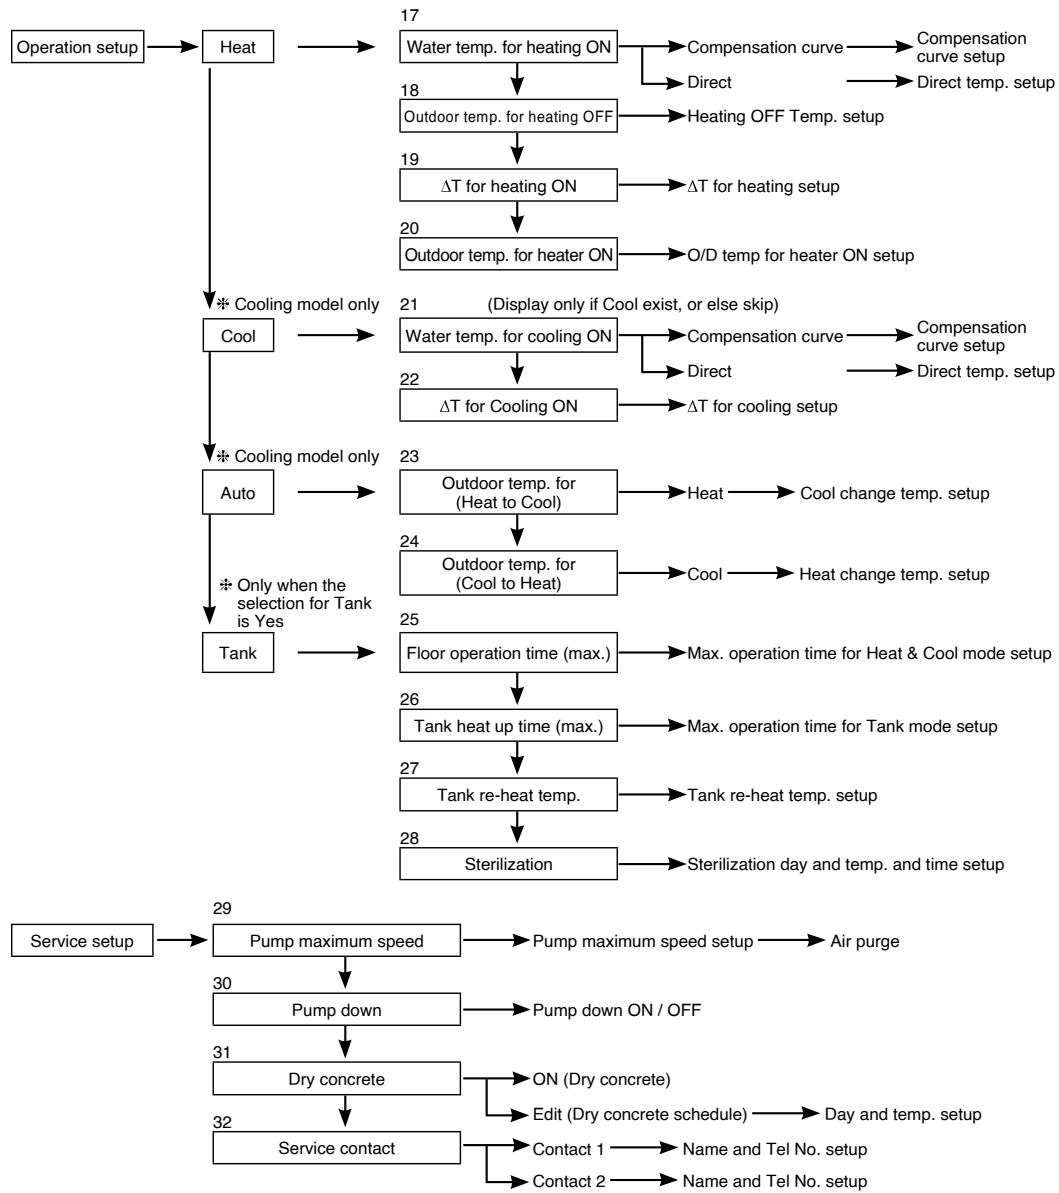 17
Operation setup
Heat
Water temp. for heating ON
Compensation curve
Compensation
curve setup
Direct
Direct temp. setup
18
Outdoor temp. for heating OFF
Heating OFF Temp. setup
19
ΔT for heating ON
ΔT for heating setup
20
Outdoor temp. for heater ON
O/D temp for heater ON setup
❉ Cooling model only
21
(Display only if Cool exist, or else skip)
Cool
Water temp. for cooling ON
Compensation curve
Compensation
curve setup
Direct
Direct temp. setup
22
ΔT for Cooling ON
ΔT for cooling setup
❉ Cooling model only
23
Auto
Outdoor temp. for
(Heat to Cool)
Heat
Cool change temp. setup
24
Outdoor temp. for
(Cool to Heat)
Cool
Heat change temp. setup
❉ Only when the
selection for Tank
is Yes
25
Tank
Floor operation time (max.)
Max. operation time for Heat & Cool mode setup
26
Tank heat up time (max.)
Max. operation time for Tank mode setup
27
Tank re-heat temp.
Tank re-heat temp. setup
28
Sterilization
Sterilization day and temp. and time setup
29
Service setup
Pump maximum speed
Pump maximum speed setup
Air purge
30
Pump down
Pump down ON / OFF
31
Dry concrete
ON (Dry concrete)
Edit (Dry concrete schedule)
Day and temp. setup
32
Service contact
Contact 1
Name and Tel No. setup
Contact 2
Name and Tel No. setup